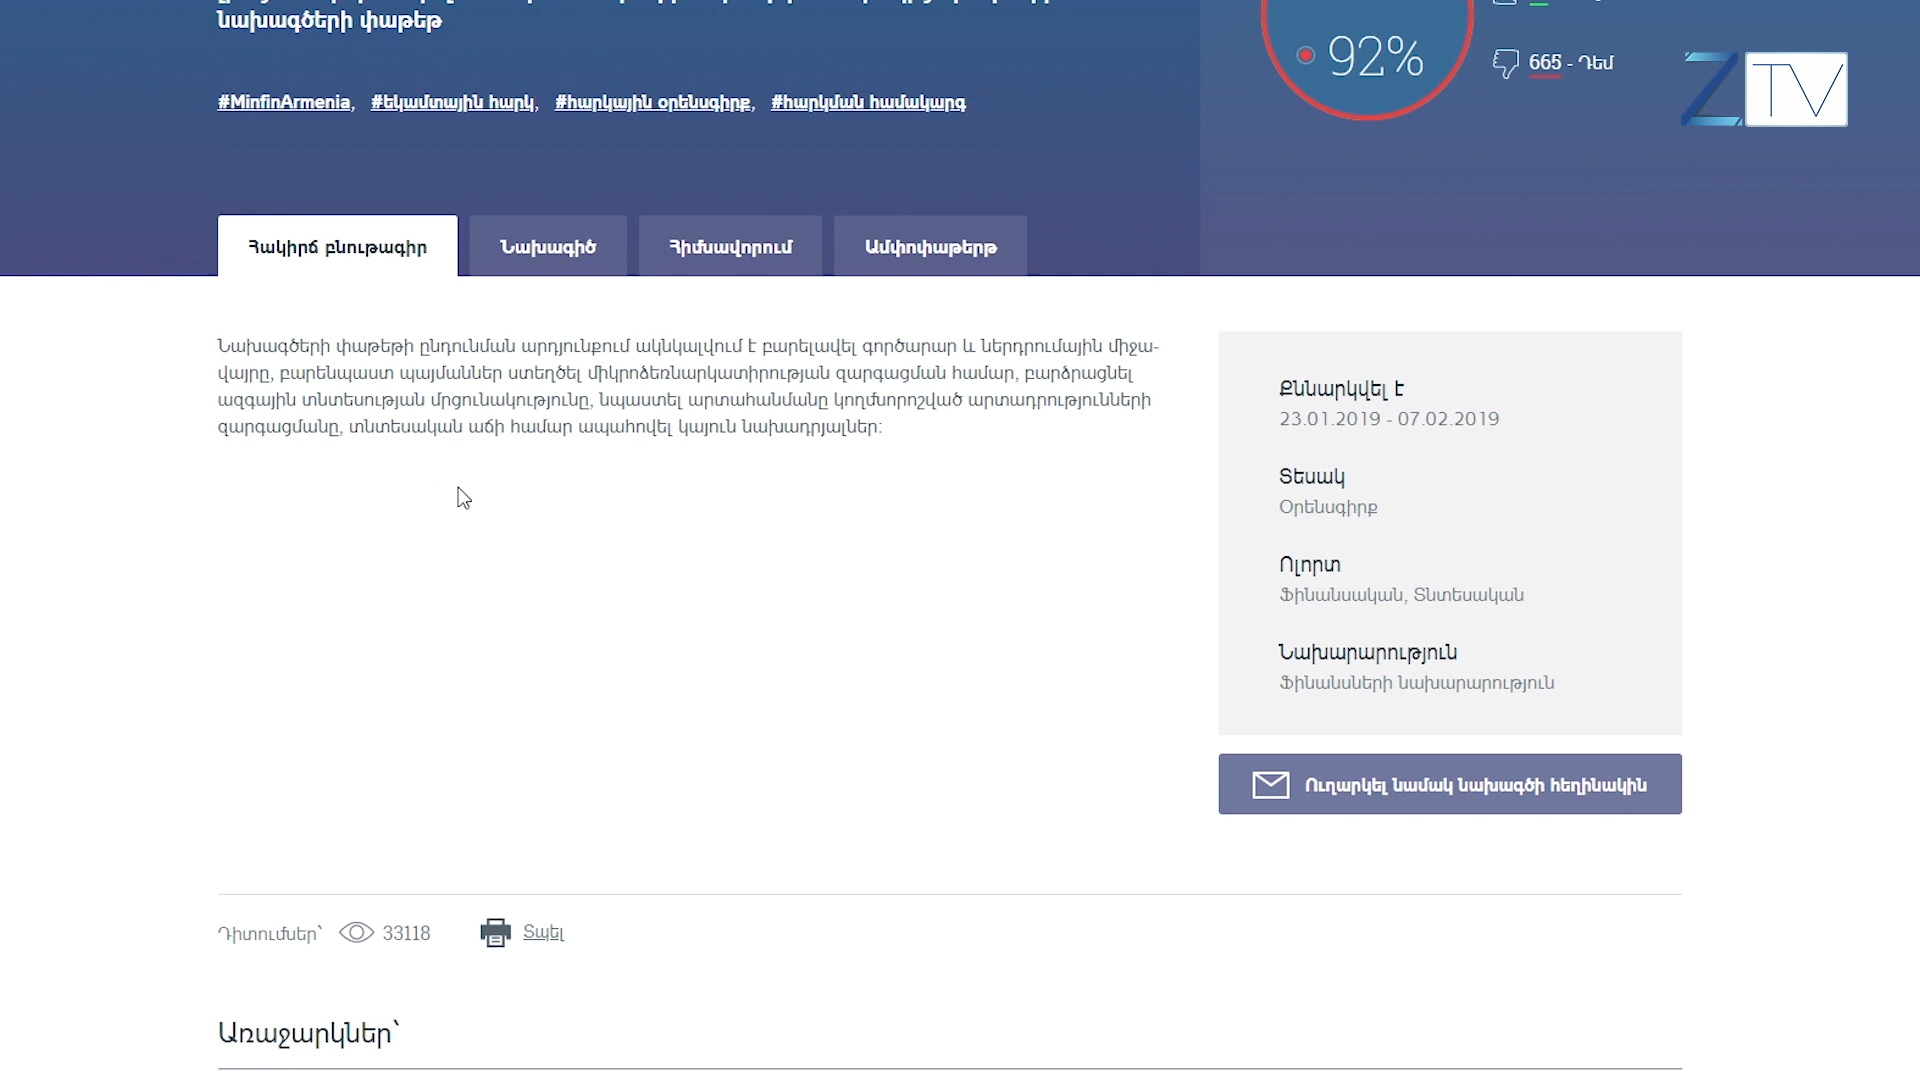 նախագծերի փաթեթ
92%
665 - Դեմ
ZTV
#MinfinArmenia, #եկամտային հարկ, #հարկային օրենսգիրք, #հարկման համակարգ
Հակիրճ բնութագիր
Նախագիծ
Հիմնավորում
Ամփոփաթերթ
Նախագծերի փաթեթի ընդունման արդյունքում ակնկալվում է բարելավել գործարար և ներդրումային միջա-
վայրը, բարենպաստ պայմաններ ստեղծել միկրոձեռնարկատիրության զարգացման համար, բարձրացնել
ազգային տնտեսության մրցունակությունը, նպաստել արտահանմանը կողմնորոշված արտադրությունների
զարգացմանը, տնտեսական աճի համար ապահովել կայուն նախադրյալներ:
Քննարկվել է
23.01.2019 - 07.02.2019
Տեսակ
Օրենսգիրք
Ոլորտ
Ֆինանսական, Տնտեսական
Նախարարություն
Ֆինանսների նախարարություն
Ուղարկել նամակ նախագծի հեղինակին
Դիտումներ՝ 33118
Տպել
Առաջարկներ՝